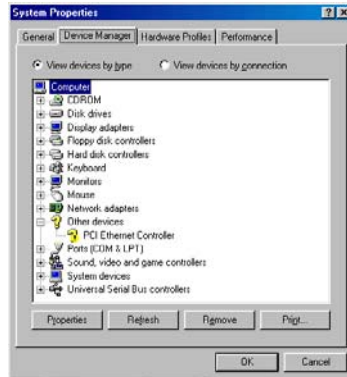 System Properties
General Device Manager Hardware Profiles Performance
View devices by type View devices by connection
Computer
CDROM
Disk drives
Display adapters
Floppy disk controllers
Hard disk controllers
Keyboard
Monitors
Mouse
Network adapters
Other devices
PCI Ethernet Controller
Ports (COM & LPT)
Sound, video and game controllers
System devices
Universal Serial Bus controllers
Properties Refresh Remove Print...
OK Cancel